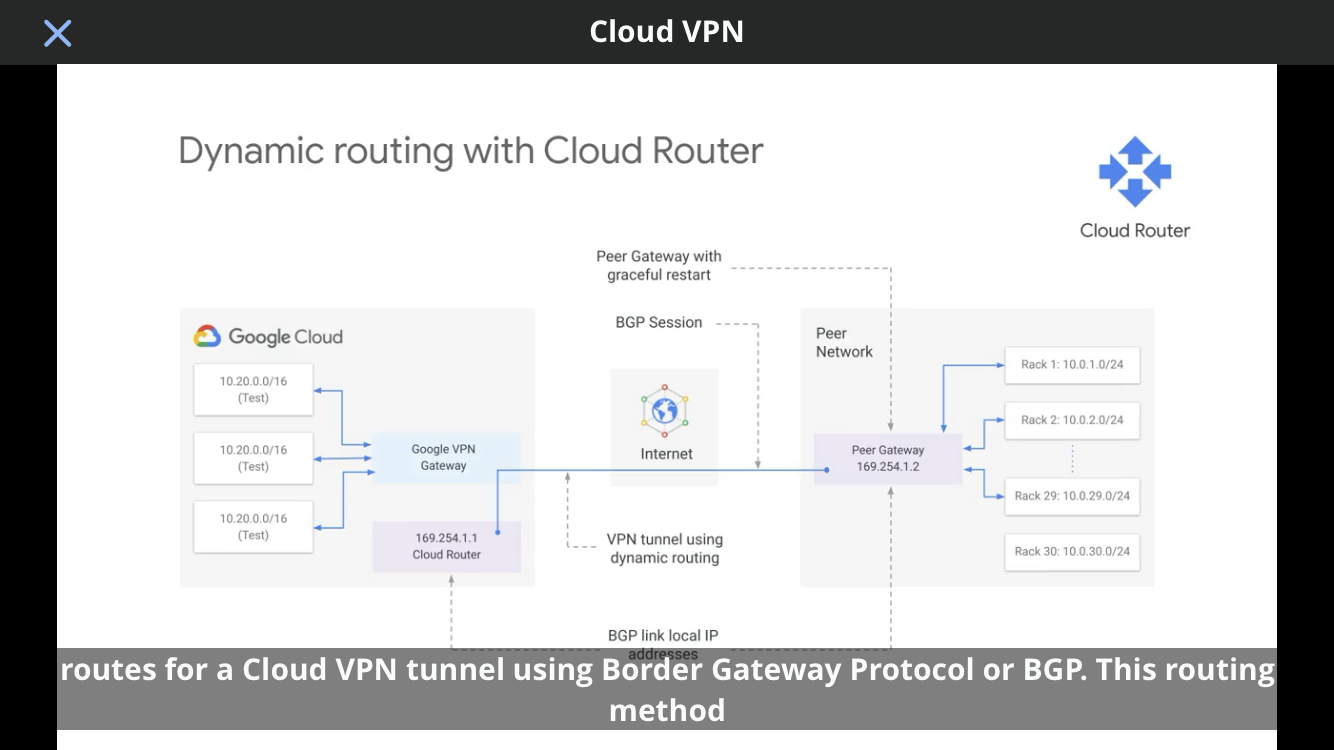 Cloud VPN
Dynamic routing with Cloud Router
Cloud Router
Peer Gateway with
graceful restart
BGP Session
Google Cloud
10.20.0.0/16
(Test)
10.20.0.0/16
(Test)
10.20.0.0/16
(Test)
Google VPN
Gateway
169.254.1.1
Cloud Router
Internet
VPN tunnel using
dynamic routing
BGP link local IP
addresses
Peer
Network
Peer Gateway
169.254.1.2
Rack 1: 10.0.1.0/24
Rack 2: 10.0.2.0/24
Rack 29: 10.0.29.0/24
Rack 30: 10.0.30.0/24
routes for a Cloud VPN tunnel using Border Gateway Protocol or BGP. This routing
method